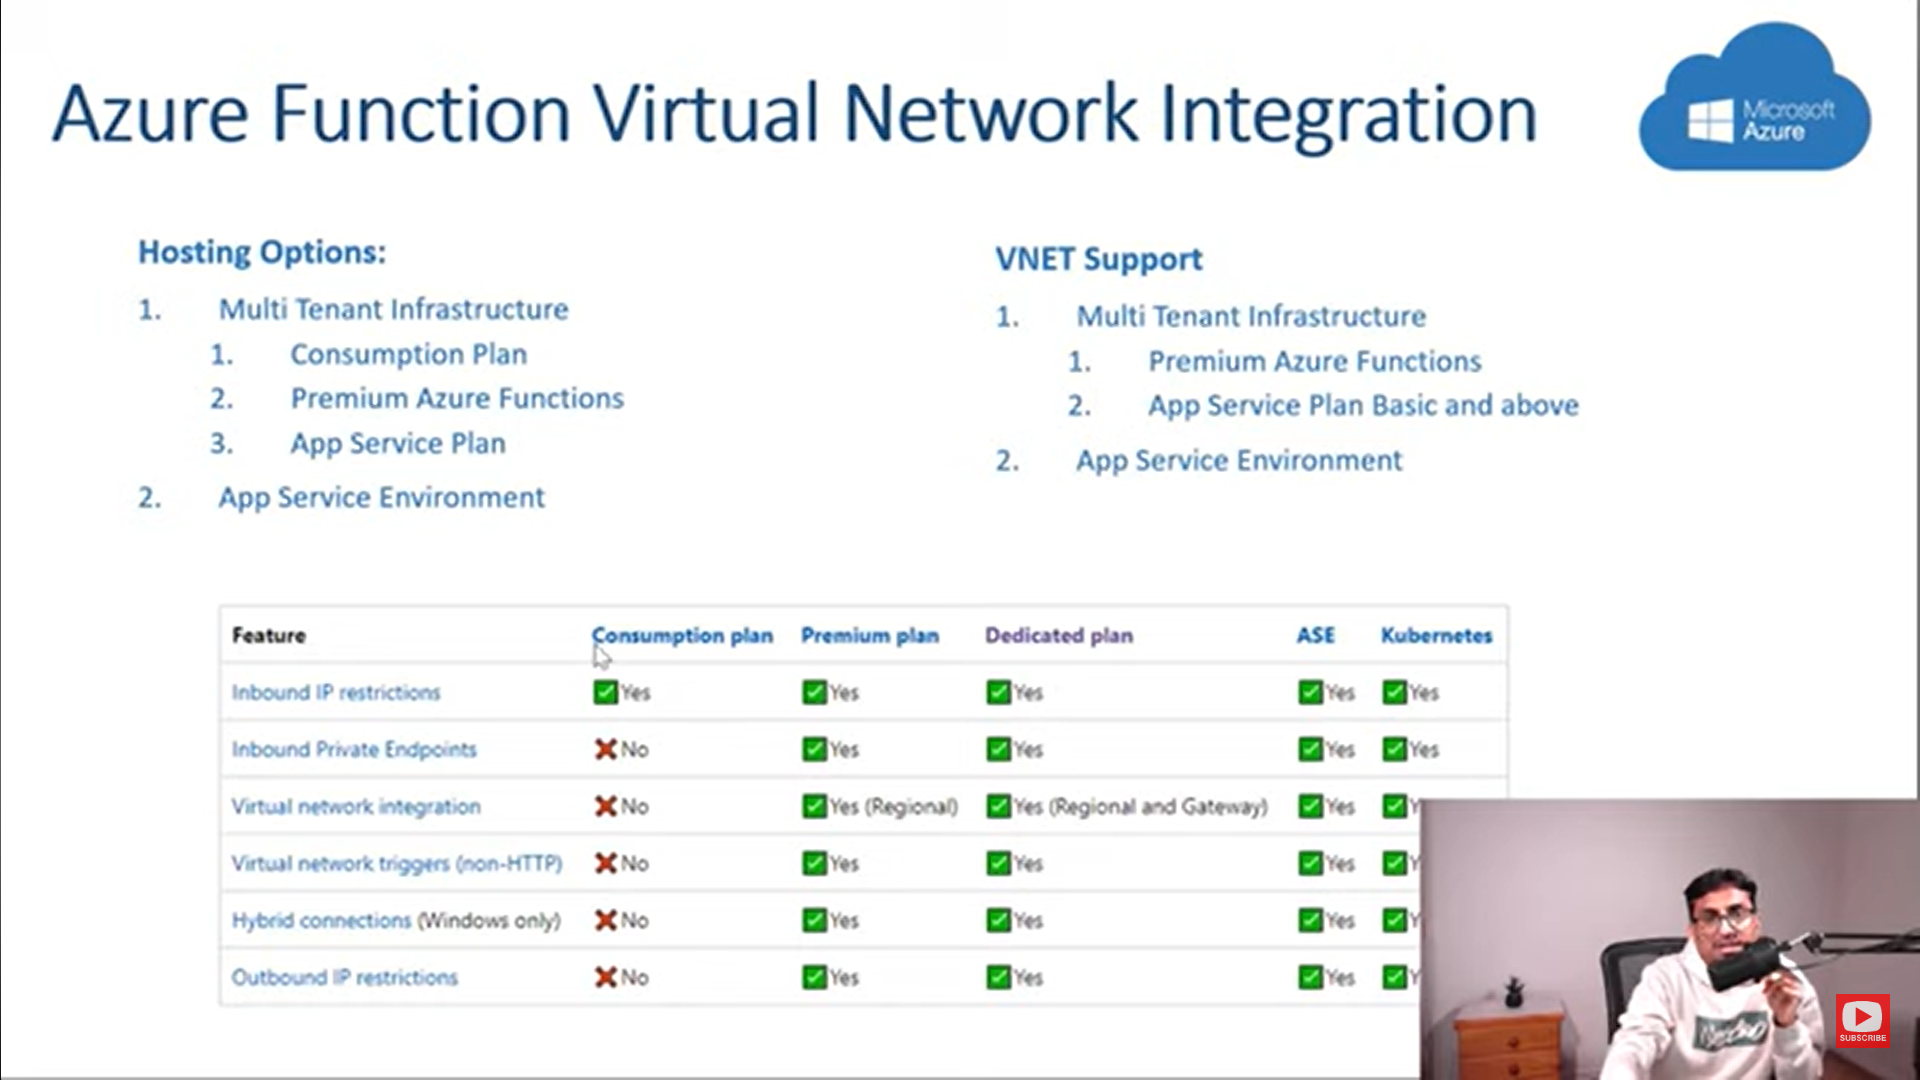 Azure Function Virtual Network Integration
Microsoft
Azure
Hosting Options:
1. Multi Tenant Infrastructure
1. Consumption Plan
2. Premium Azure Functions
3. App Service Plan
2. App Service Environment
VNET Support
1. Multi Tenant Infrastructure
1. Premium Azure Functions
2. App Service Plan Basic and above
2. App Service Environment
Feature Consumption plan Premium plan Dedicated plan ASE Kubernetes
Inbound IP restrictions Yes Yes Yes Yes Yes
Inbound Private Endpoints No Yes Yes Yes Yes
Virtual network integration No Yes (Regional) Yes (Regional and Gateway) Yes
Virtual network triggers (non-HTTP) No Yes Yes Yes
Hybrid connections (Windows only) No Yes Yes Yes
Outbound IP restrictions No Yes Yes Yes
SUBSCRIBE